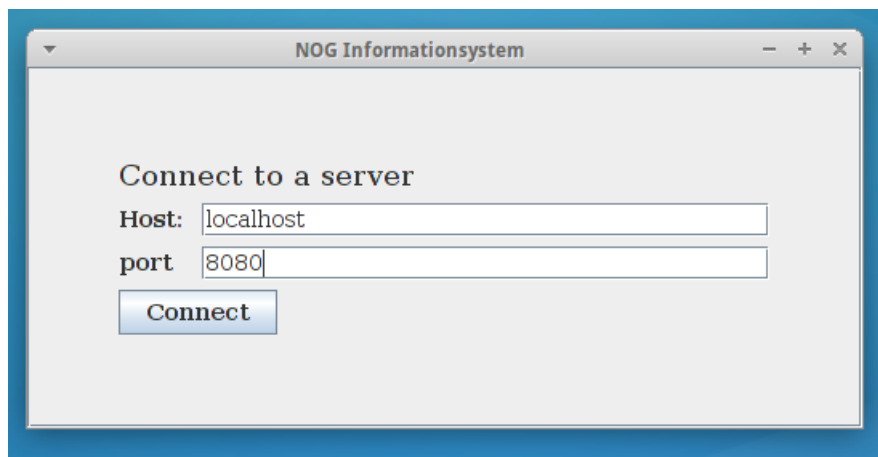 NOG Informationsystem
Connect to a server
Host: localhost
port 8080
Connect